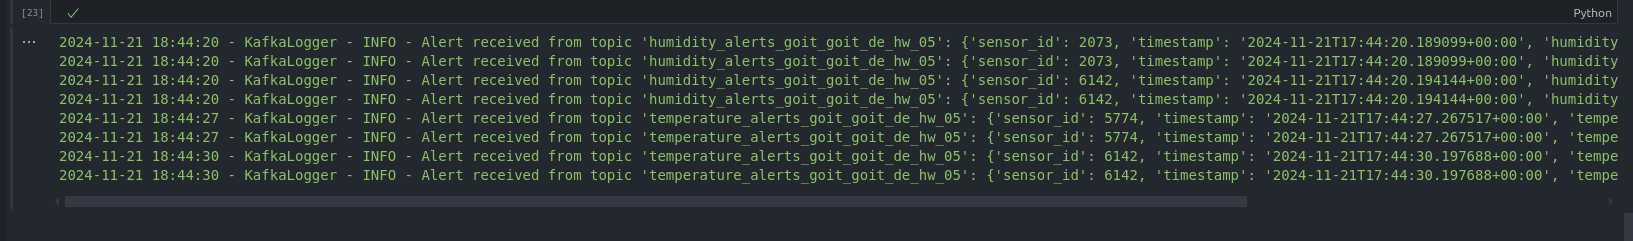 [23] ✓ Python
... 2024-11-21 18:44:20 - KafkaLogger - INFO - Alert received from topic 'humidity_alerts_goit_goit_de_hw_05': {'sensor_id': 2073, 'timestamp': '2024-11-21T17:44:20.189099+00:00', 'humidity
2024-11-21 18:44:20 - KafkaLogger - INFO - Alert received from topic 'humidity_alerts_goit_goit_de_hw_05': {'sensor_id': 2073, 'timestamp': '2024-11-21T17:44:20.189099+00:00', 'humidity
2024-11-21 18:44:20 - KafkaLogger - INFO - Alert received from topic 'humidity_alerts_goit_goit_de_hw_05': {'sensor_id': 6142, 'timestamp': '2024-11-21T17:44:20.194144+00:00', 'humidity
2024-11-21 18:44:20 - KafkaLogger - INFO - Alert received from topic 'humidity_alerts_goit_goit_de_hw_05': {'sensor_id': 6142, 'timestamp': '2024-11-21T17:44:20.194144+00:00', 'humidity
2024-11-21 18:44:27 - KafkaLogger - INFO - Alert received from topic 'temperature_alerts_goit_goit_de_hw_05': {'sensor_id': 5774, 'timestamp': '2024-11-21T17:44:27.267517+00:00', 'tempe
2024-11-21 18:44:27 - KafkaLogger - INFO - Alert received from topic 'temperature_alerts_goit_goit_de_hw_05': {'sensor_id': 5774, 'timestamp': '2024-11-21T17:44:27.267517+00:00', 'tempe
2024-11-21 18:44:30 - KafkaLogger - INFO - Alert received from topic 'temperature_alerts_goit_goit_de_hw_05': {'sensor_id': 6142, 'timestamp': '2024-11-21T17:44:30.197688+00:00', 'tempe
2024-11-21 18:44:30 - KafkaLogger - INFO - Alert received from topic 'temperature_alerts_goit_goit_de_hw_05': {'sensor_id': 6142, 'timestamp': '2024-11-21T17:44:30.197688+00:00', 'tempe